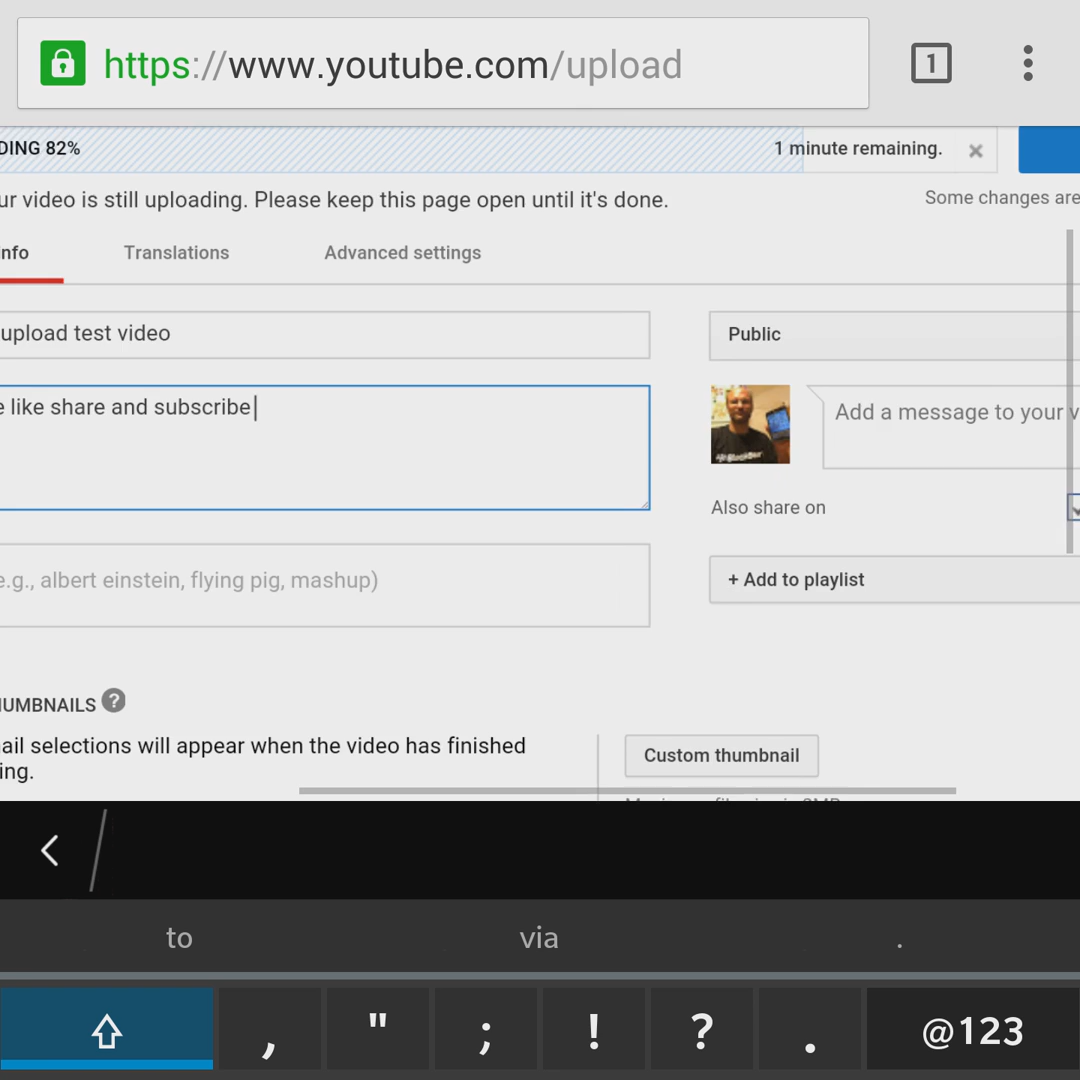 https://www.youtube.com/upload
1
DING 82%
1 minute remaining.
ur video is still uploading. Please keep this page open until it's done.
Some changes are
nfo
Translations
Advanced settings
upload test video
Public
e like share and subscribe
Add a message to your v
Also share on
e.g., albert einstein, flying pig, mashup)
+ Add to playlist
UMBNAILS ?
ail selections will appear when the video has finished
ing.
Custom thumbnail
to via .
, " ; ! ? . @123